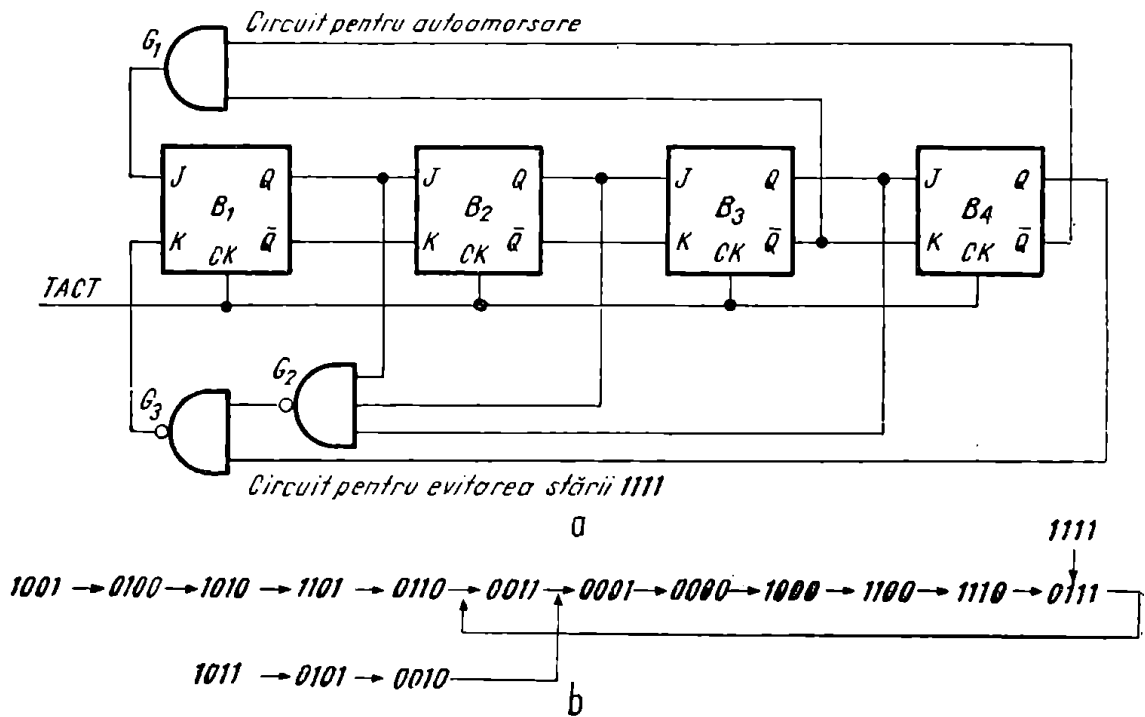 Circuit pentru autoamorsare
G1
J Q J Q J Q J Q
B1 B2 B3 B4
K Q̄ K Q̄ K Q̄ K Q̄
CK CK CK CK
TACT
G2
G3
Circuit pentru evitarea stării 1111
a
1111
1001 → 0100 → 1010 → 1101 → 0110 → 0011 → 0001 → 0000 → 1000 → 1100 → 1110 → 0111
1011 → 0101 → 0010
b